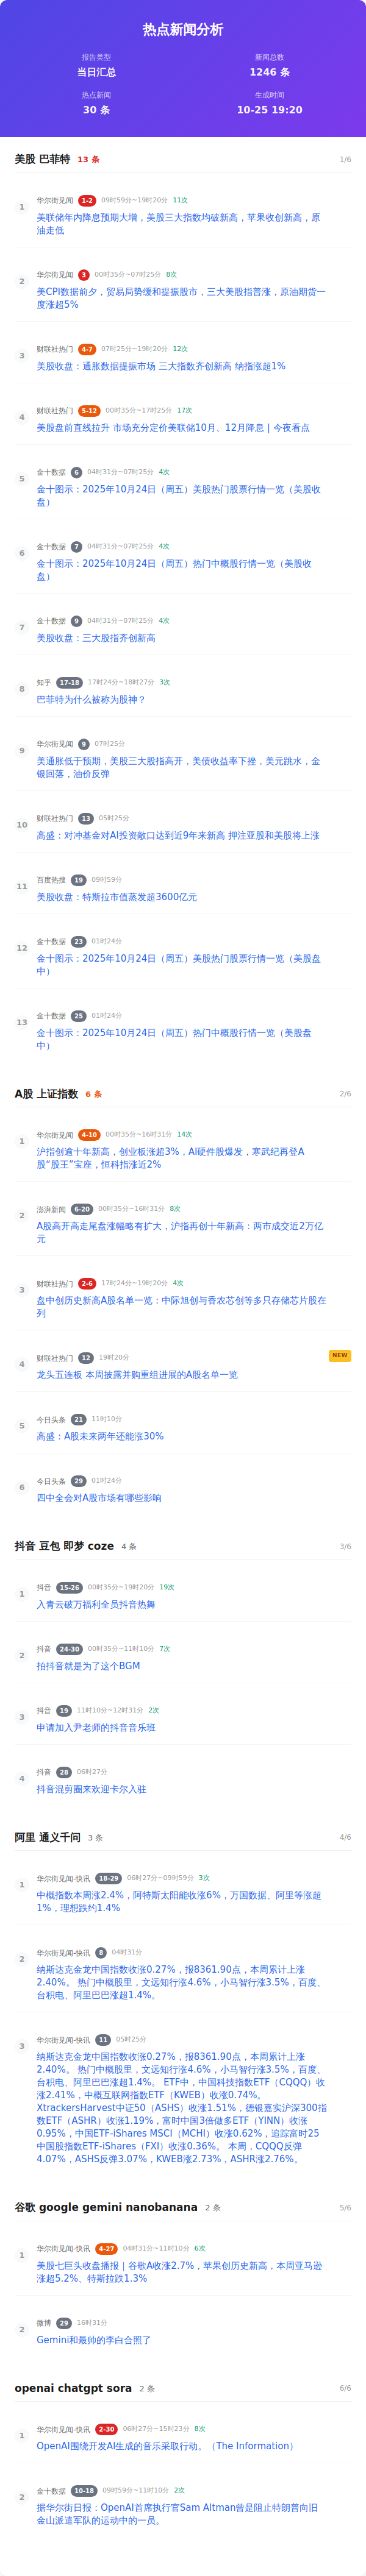 热点新闻分析
报告类型
新闻总数
当日汇总
1246 条
热点新闻
生成时间
30 条
10-25 19:20
美股 巴菲特 13 条 1/6
1
华尔街见闻 1-2 09时59分~19时20分 11次
美联储年内降息预期大增，美股三大指数均破新高，苹果收创新高，原
油走低
2
华尔街见闻 3 00时35分~07时25分 8次
美CPI数据前夕，贸易局势缓和提振股市，三大美股指普涨，原油期货一
度涨超5%
3
财联社热门 4-7 07时25分~19时20分 12次
美股收盘：通胀数据提振市场 三大指数齐创新高 纳指涨超1%
4
财联社热门 5-12 00时35分~17时25分 17次
美股盘前直线拉升 市场充分定价美联储10月、12月降息 | 今夜看点
5
金十数据 6 04时31分~07时25分 4次
金十图示：2025年10月24日（周五）美股热门股票行情一览（美股收
盘）
6
金十数据 7 04时31分~07时25分 4次
金十图示：2025年10月24日（周五）热门中概股行情一览（美股收
盘）
7
金十数据 9 04时31分~07时25分 4次
美股收盘：三大股指齐创新高
8
知乎 17-18 17时24分~18时27分 3次
巴菲特为什么被称为股神？
9
华尔街见闻 9 07时25分
美通胀低于预期，美股三大股指高开，美债收益率下挫，美元跳水，金
银回落，油价反弹
10
财联社热门 13 05时25分
高盛：对冲基金对AI投资敞口达到近9年来新高 押注亚股和美股将上涨
11
百度热搜 19 09时59分
美股收盘：特斯拉市值蒸发超3600亿元
12
金十数据 23 01时24分
金十图示：2025年10月24日（周五）美股热门股票行情一览（美股盘
中）
13
金十数据 25 01时24分
金十图示：2025年10月24日（周五）热门中概股行情一览（美股盘
中）
A股 上证指数 6 条 2/6
1
华尔街见闻 4-10 00时35分~16时31分 14次
沪指创逾十年新高，创业板涨超3%，AI硬件股爆发，寒武纪再登A
股“股王”宝座，恒科指涨近2%
2
澎湃新闻 6-20 00时35分~16时31分 8次
A股高开高走尾盘涨幅略有扩大，沪指再创十年新高：两市成交近2万亿
元
3
财联社热门 2-6 17时24分~19时20分 4次
盘中创历史新高A股名单一览：中际旭创与香农芯创等多只存储芯片股在
列
4
财联社热门 12 19时20分 NEW
龙头五连板 本周披露并购重组进展的A股名单一览
5
今日头条 21 11时10分
高盛：A股未来两年还能涨30%
6
今日头条 29 01时24分
四中全会对A股市场有哪些影响
抖音 豆包 即梦 coze 4 条 3/6
1
抖音 15-26 00时35分~19时20分 19次
入青云破万福利全员抖音热舞
2
抖音 24-30 00时35分~11时10分 7次
拍抖音就是为了这个BGM
3
抖音 19 11时10分~12时31分 2次
申请加入尹老师的抖音音乐班
4
抖音 28 06时27分
抖音混剪圈来欢迎卡尔入驻
阿里 通义千问 3 条 4/6
1
华尔街见闻-快讯 18-29 06时27分~09时59分 3次
中概指数本周涨2.4%，阿特斯太阳能收涨6%，万国数据、阿里等涨超
1%，理想跌约1.4%
2
华尔街见闻-快讯 8 04时31分
纳斯达克金龙中国指数收涨0.27%，报8361.90点，本周累计上涨
2.40%。 热门中概股里，文远知行涨4.6%，小马智行涨3.5%，百度、
台积电、阿里巴巴涨超1.4%。
3
华尔街见闻-快讯 11 05时25分
纳斯达克金龙中国指数收涨0.27%，报8361.90点，本周累计上涨
2.40%。 热门中概股里，文远知行涨4.6%，小马智行涨3.5%，百度、
台积电、阿里巴巴涨超1.4%。 ETF中，中国科技指数ETF（CQQQ）收
涨2.41%，中概互联网指数ETF（KWEB）收涨0.74%。
XtrackersHarvest中证50（ASHS）收涨1.51%，德银嘉实沪深300指
数ETF（ASHR）收涨1.19%，富时中国3倍做多ETF（YINN）收涨
0.95%，中国ETF-iShares MSCI（MCHI）收涨0.62%，追踪富时25
中国股指数ETF-iShares（FXI）收涨0.36%。 本周，CQQQ反弹
4.07%，ASHS反弹3.07%，KWEB涨2.73%，ASHR涨2.76%。
谷歌 google gemini nanobanana 2 条 5/6
1
华尔街见闻-快讯 4-27 04时31分~11时10分 6次
美股七巨头收盘播报｜谷歌A收涨2.7%，苹果创历史新高，本周亚马逊
涨超5.2%、特斯拉跌1.3%
2
微博 29 16时31分
Gemini和最帅的李白合照了
openai chatgpt sora 2 条 6/6
1
华尔街见闻-快讯 2-30 06时27分~15时23分 8次
OpenAI围绕开发AI生成的音乐采取行动。（The Information）
2
金十数据 10-18 09时59分~11时10分 2次
据华尔街日报：OpenAI首席执行官Sam Altman曾是阻止特朗普向旧
金山派遣军队的运动中的一员。